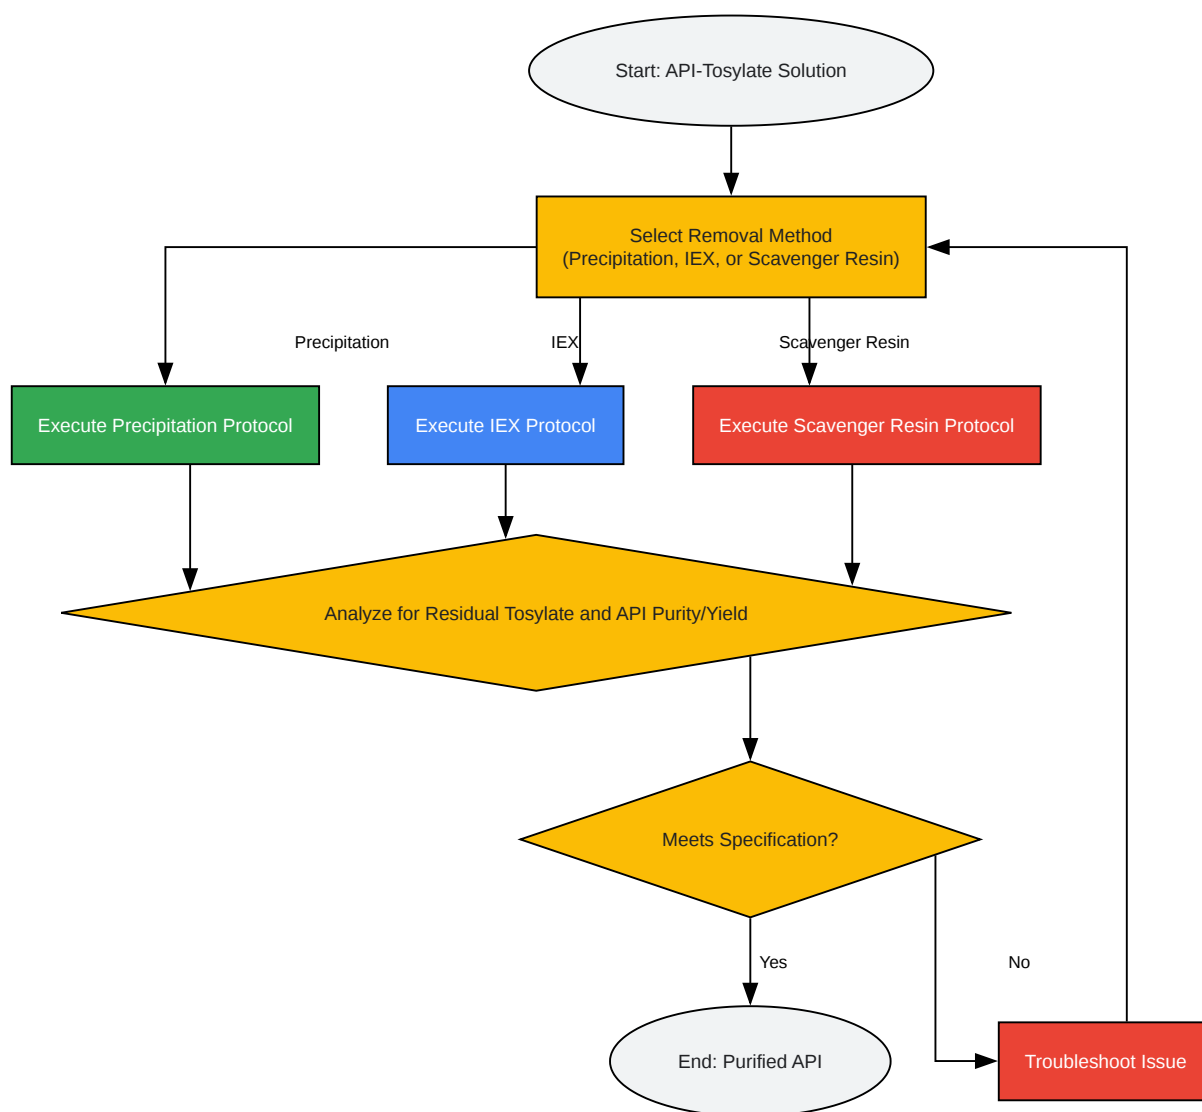 Start: API-Tosylate Solution
Select Removal Method
(Precipitation, IEX, or Scavenger Resin)
Precipitation
IEX
Scavenger Resin
Execute Precipitation Protocol
Execute IEX Protocol
Execute Scavenger Resin Protocol
Analyze for Residual Tosylate and API Purity/Yield
Meets Specification?
Yes
No
End: Purified API
Troubleshoot Issue